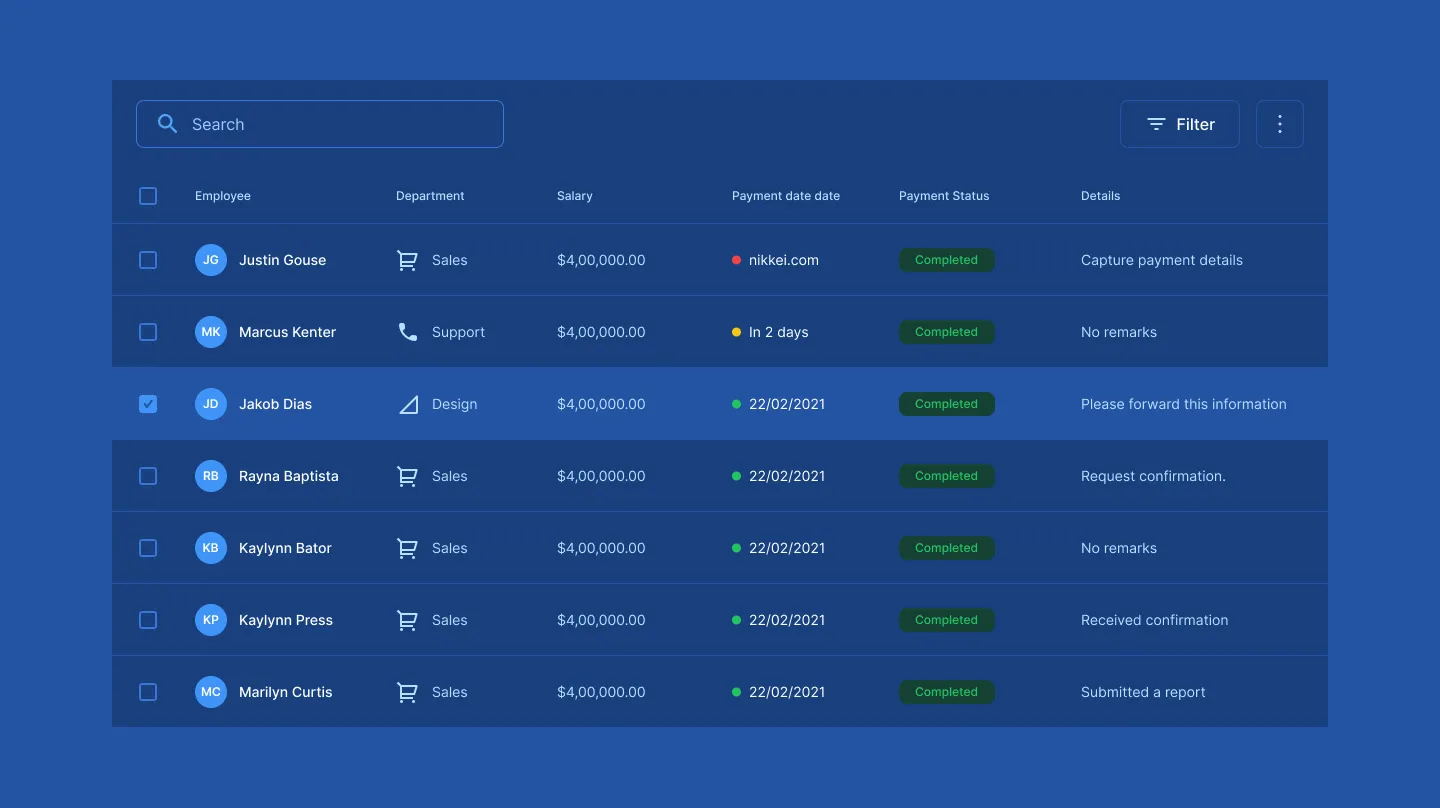 Search Filter
Employee Department Salary Payment date date Payment Status Details
JG Justin Gouse Sales $4,00,000.00 nikkei.com Completed Capture payment details
MK Marcus Kenter Support $4,00,000.00 In 2 days Completed No remarks
JD Jakob Dias Design $4,00,000.00 22/02/2021 Completed Please forward this information
RB Rayna Baptista Sales $4,00,000.00 22/02/2021 Completed Request confirmation.
KB Kaylynn Bator Sales $4,00,000.00 22/02/2021 Completed No remarks
KP Kaylynn Press Sales $4,00,000.00 22/02/2021 Completed Received confirmation
MC Marilyn Curtis Sales $4,00,000.00 22/02/2021 Completed Submitted a report